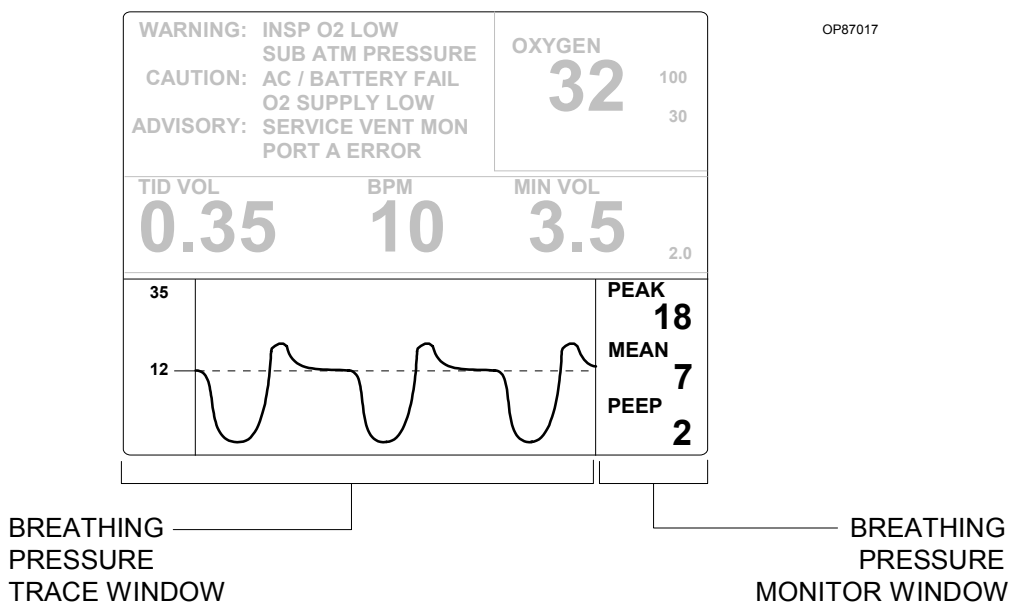 OP87017
WARNING: INSP O2 LOW
SUB ATM PRESSURE
CAUTION: AC / BATTERY FAIL
O2 SUPPLY LOW
ADVISORY: SERVICE VENT MON
PORT A ERROR
OXYGEN
32
100
30
TID VOL
0.35
BPM
10
MIN VOL
3.5
2.0
35
12
PEAK
18
MEAN
7
PEEP
2
BREATHING
PRESSURE
TRACE WINDOW
BREATHING
PRESSURE
MONITOR WINDOW